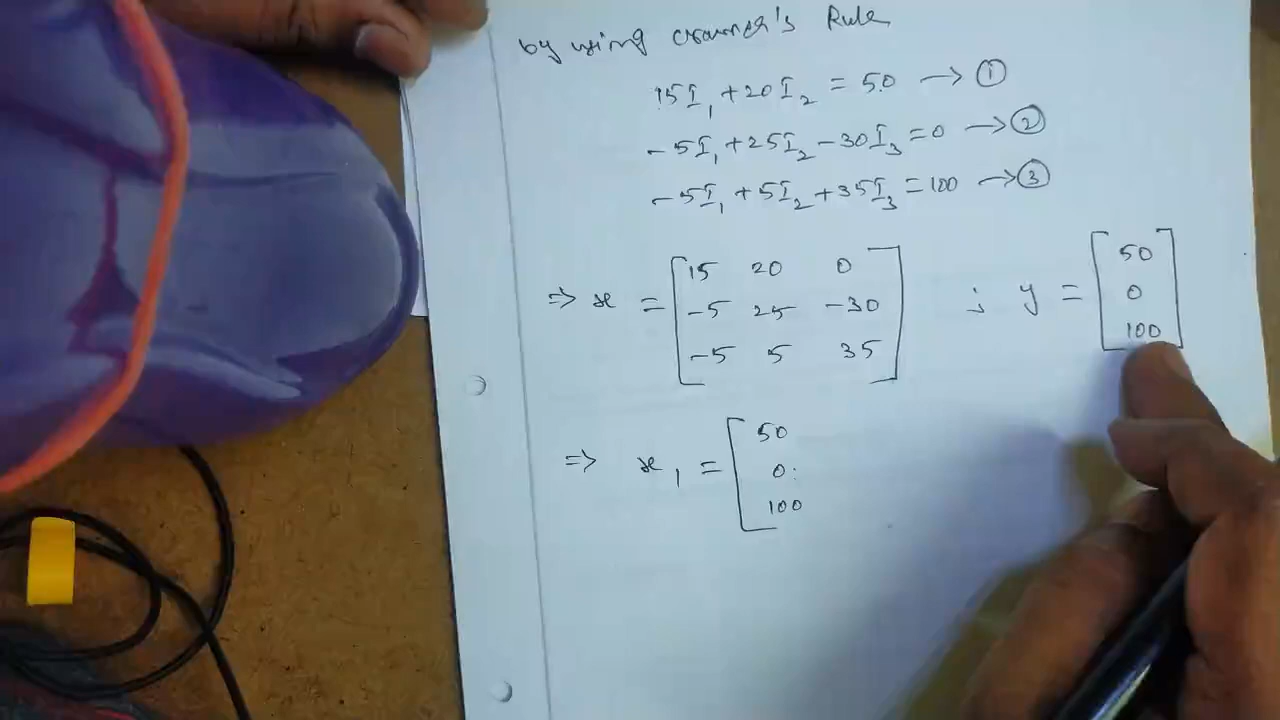 by using cramer's Rule
15I₁ + 20I₂ = 50 → ①
- 5I₁ + 25I₂ - 30I₃ = 0 → ②
- 5I₁ + 5I₂ + 35I₃ = 100 → ③
⇒ x = [15 20 0 ; y = [50
-5 25 -30 0
-5 5 35] 100]
⇒ x₁ = [50
0
100